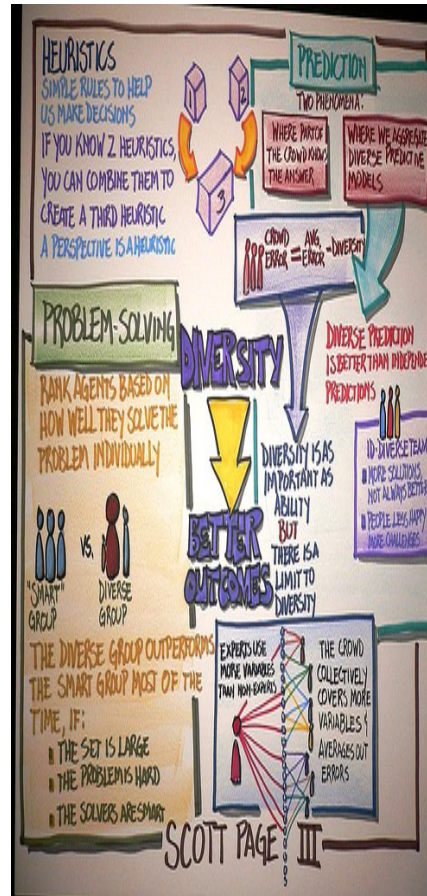 HEURISTICS
SIMPLE RULES TO HELP
US MAKE DECISIONS
IF YOU KNOW 2 HEURISTICS,
YOU CAN COMBINE THEM TO
CREATE A THIRD HEURISTIC
A PERSPECTIVE IS A HEURISTIC
1
2
3
PREDICTION
TWO PHENOMENA:
WHERE PART OF
THE CROWD KNOWS
THE ANSWER
WHERE WE AGGREGATE
DIVERSE PREDICTIVE
MODELS
CROWD ERROR = AVG. ERROR - DIVERSITY
DIVERSE PREDICTION
IS BETTER THAN INDEPENDE
PREDICTIONS
PROBLEM-SOLVING
RANK AGENTS BASED ON
HOW WELL THEY SOLVE THE
PROBLEM INDIVIDUALLY
"SMART"
GROUP
VS.
DIVERSE
GROUP
THE DIVERSE GROUP OUTPERFORMS
THE SMART GROUP MOST OF THE
TIME, IF:
THE SET IS LARGE
THE PROBLEM IS HARD
THE SOLVERS ARE SMART
DIVERSITY
BETTER
OUTCOMES
DIVERSITY IS AS
IMPORTANT AS
ABILITY
BUT
THERE IS A
LIMIT TO
DIVERSITY
ID-DIVERSE TEAM
MORE SOLUTIONS,
NOT ALWAYS BETTE
PEOPLE LESS HAPPY
MORE CHALLENGES
EXPERTS USE
MORE VARIABLES
THAN NON-EXPERTS
THE CROWD
COLLECTIVELY
COVERS MORE
VARIABLES &
AVERAGES OUT
ERRORS
SCOTT PAGE III